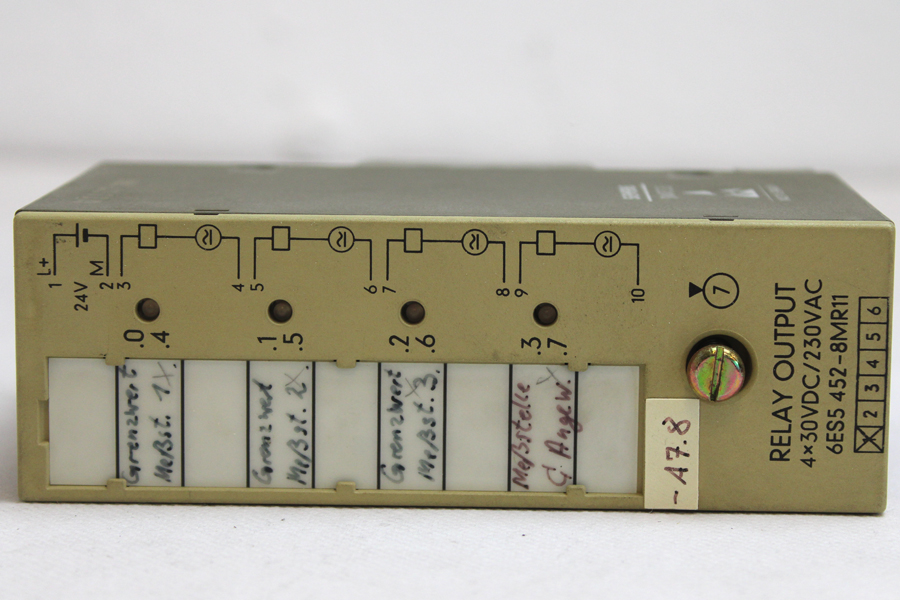 L+
1
24V
M
2
3
4
5
6
7
8
9
10
7
.0
.4
.1
.5
.2
.6
.3
.7
Grenzwert
Meßst. 1
Grenzwert
Meßst. 2
Grenzwert
Meßst. 3
Meßstelle
Angew.
-A7.8
RELAY OUTPUT
4×30VDC/230VAC
6ES5 452-8MR11
2 3 4 5 6